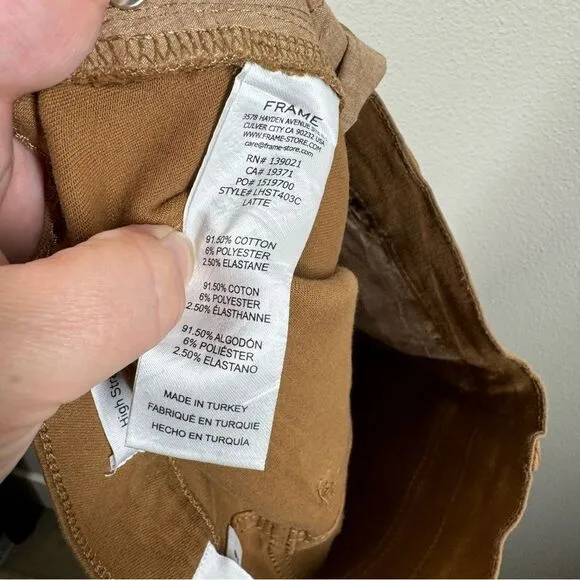 FRAME
3578 HAYDEN AVENUE
CULVER CITY CA 90232 USA
WWW.FRAME-STORE.COM
care@frame-store.com
RN# 139021
CA# 19371
PO# 1519700
STYLE# LHST403C
LATTE
91.50% COTTON
6% POLYESTER
2.50% ELASTANE
91.50% COTON
6% POLYESTER
2.50% ÉLASTHANNE
91.50% ALGODÓN
6% POLIÉSTER
2.50% ELASTANO
MADE IN TURKEY
FABRIQUÉ EN TURQUIE
HECHO EN TURQUÍA
High